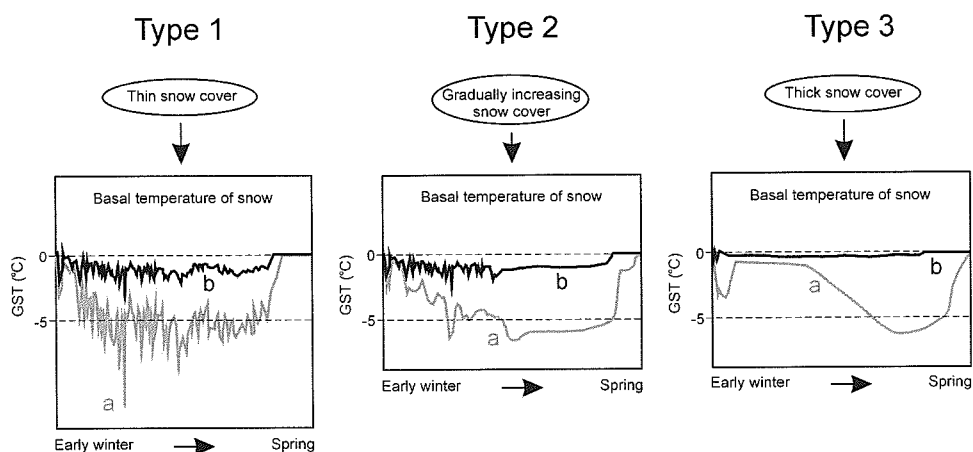 Type 1
Thin snow cover
Basal temperature of snow
GST (°C)
0
-5
b
a
Early winter
Spring
Type 2
Gradually increasing
snow cover
Basal temperature of snow
GST (°C)
0
-5
b
a
Early winter
Spring
Type 3
Thick snow cover
Basal temperature of snow
GST (°C)
0
-5
b
a
Early winter
Spring